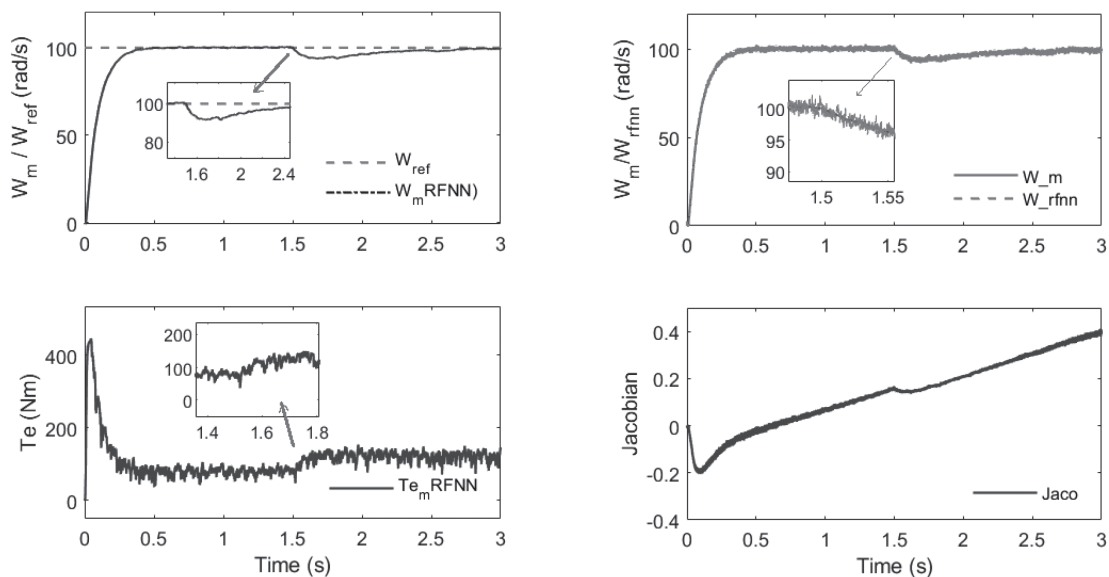 W_m / W_ref (rad/s)
100
50
0
0 0.5 1 1.5 2 2.5 3
100
80
1.6 2 2.4
W_ref
W_mRFNN)
W_m/W_rfnn (rad/s)
100
50
0
0 0.5 1 1.5 2 2.5 3
100
95
90
1.5 1.55
W_m
W_rfnn
Te (Nm)
400
200
0
0 0.5 1 1.5 2 2.5 3
Time (s)
200
100
0
1.4 1.6 1.8
Te_mRFNN
Jacobian
0.4
0.2
0
-0.2
-0.4
0 0.5 1 1.5 2 2.5 3
Time (s)
Jaco